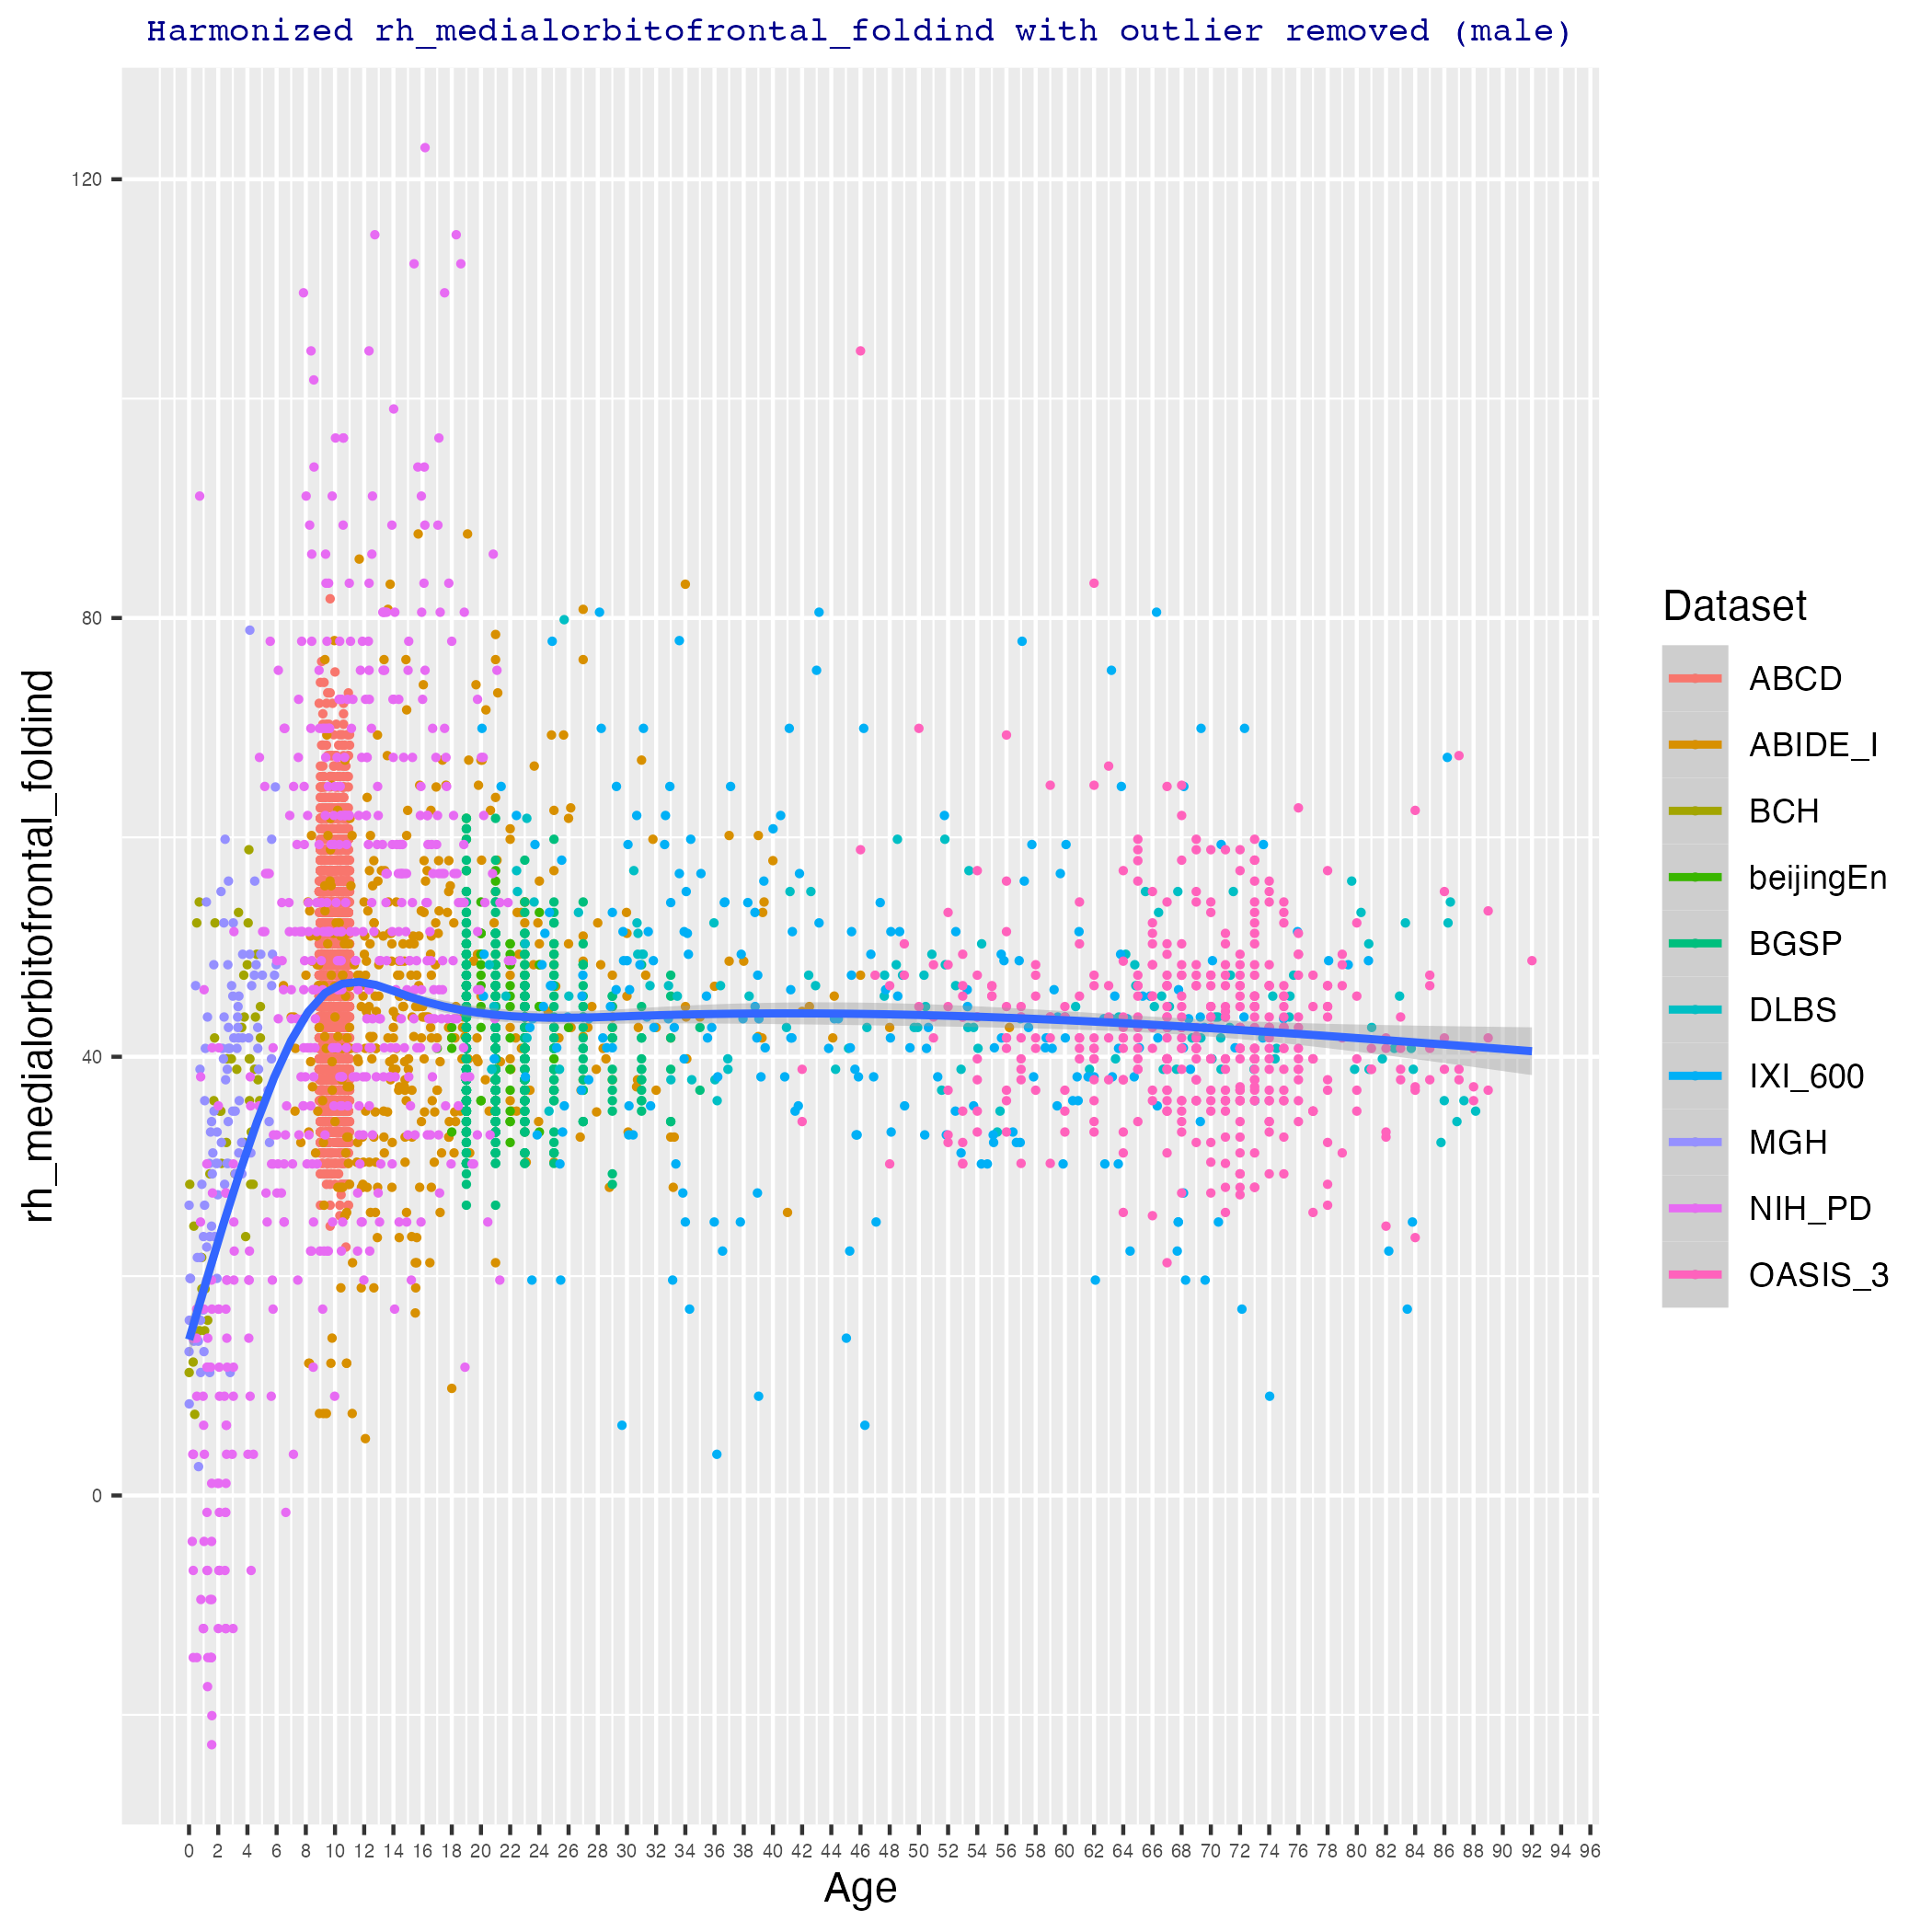 Harmonized rh_medialorbitofrontal_foldind with outlier removed (male)
rh_medialorbitofrontal_foldind
120
80
40
0
0 2 4 6 8 10 12 14 16 18 20 22 24 26 28 30 32 34 36 38 40 42 44 46 48 50 52 54 56 58 60 62 64 66 68 70 72 74 76 78 80 82 84 86 88 90 92 94 96
Age
Dataset
ABCD
ABIDE_I
BCH
beijingEn
BGSP
DLBS
IXI_600
MGH
NIH_PD
OASIS_3